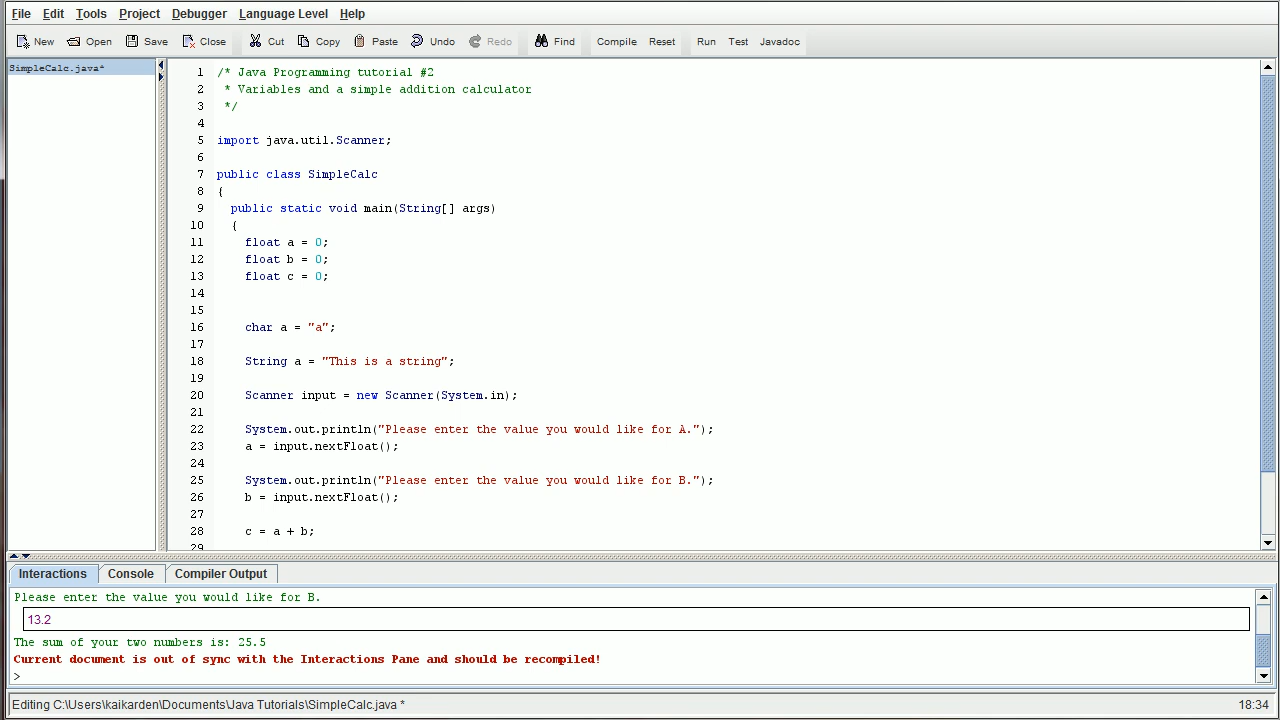 File Edit Tools Project Debugger Language Level Help
New Open Save Close Cut Copy Paste Undo Redo Find Compile Reset Run Test Javadoc
SimpleCalc.java*
1 /* Java Programming tutorial #2
2 * Variables and a simple addition calculator
3 */
4
5 import java.util.Scanner;
6
7 public class SimpleCalc
8 {
9 public static void main(String[] args)
10 {
11 float a = 0;
12 float b = 0;
13 float c = 0;
14
15
16 char a = "a";
17
18 String a = "This is a string";
19
20 Scanner input = new Scanner(System.in);
21
22 System.out.println("Please enter the value you would like for A.");
23 a = input.nextFloat();
24
25 System.out.println("Please enter the value you would like for B.");
26 b = input.nextFloat();
27
28 c = a + b;
29
Interactions Console Compiler Output
Please enter the value you would like for B.
13.2
The sum of your two numbers is: 25.5
Current document is out of sync with the Interactions Pane and should be recompiled!
>
Editing C:\Users\kaikarden\Documents\Java Tutorials\SimpleCalc.java * 18:34